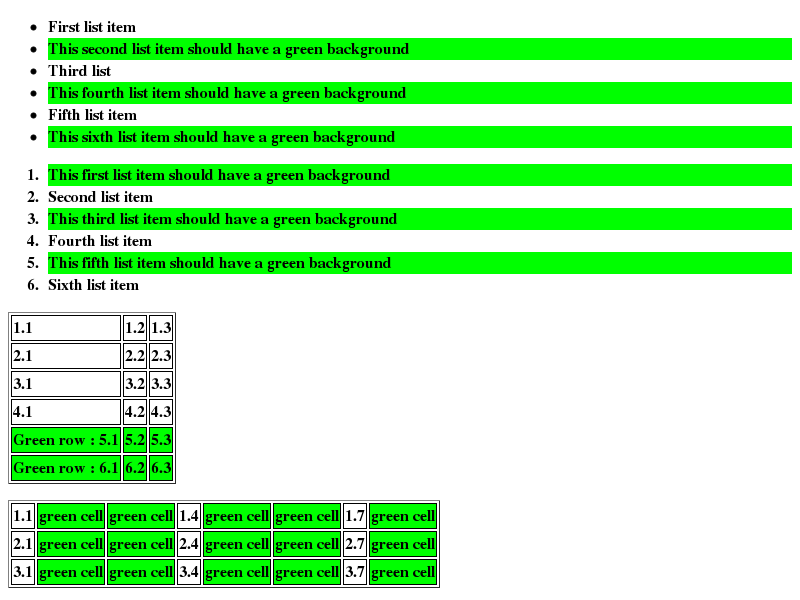 • First list item
• This second list item should have a green background
• Third list
• This fourth list item should have a green background
• Fifth list item
• This sixth list item should have a green background
1. This first list item should have a green background
2. Second list item
3. This third list item should have a green background
4. Fourth list item
5. This fifth list item should have a green background
6. Sixth list item
1.1 1.2 1.3
2.1 2.2 2.3
3.1 3.2 3.3
4.1 4.2 4.3
Green row : 5.1 5.2 5.3
Green row : 6.1 6.2 6.3
1.1 green cell green cell 1.4 green cell green cell 1.7 green cell
2.1 green cell green cell 2.4 green cell green cell 2.7 green cell
3.1 green cell green cell 3.4 green cell green cell 3.7 green cell